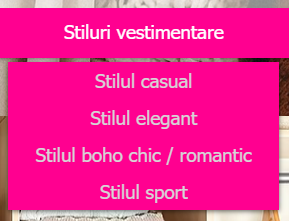 Stiluri vestimentare
Stilul casual
Stilul elegant
Stilul boho chic / romantic
Stilul sport